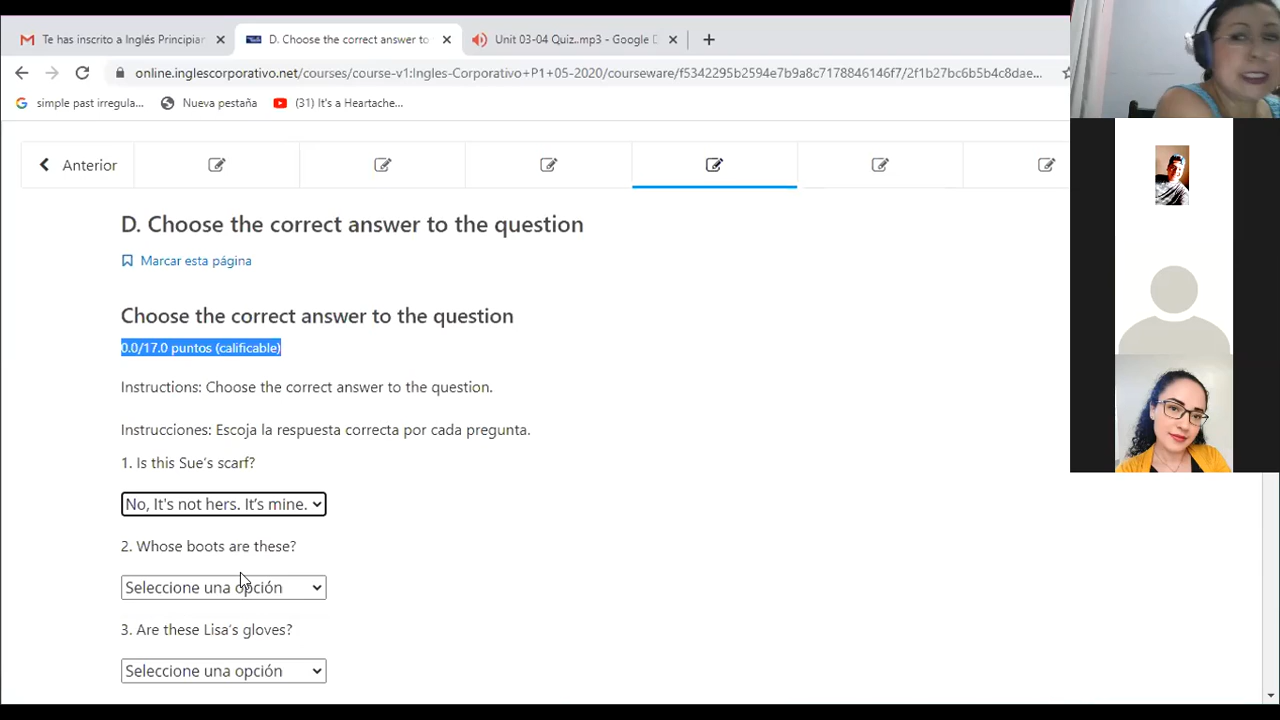 Te has inscrito a Inglés Principiar
D. Choose the correct answer to
Unit 03-04 Quiz..mp3 - Google D
online.inglescorporativo.net/courses/course-v1:Ingles-Corporativo+P1+05-2020/courseware/f5342295b2594e7b9a8c7178846146f7/2f1b27bc6b5b4c8dae...
simple past irregula...
Nueva pestaña
(31) It's a Heartache...
Anterior
D. Choose the correct answer to the question
Marcar esta página
Choose the correct answer to the question
0.0/17.0 puntos (calificable)
Instructions: Choose the correct answer to the question.
Instrucciones: Escoja la respuesta correcta por cada pregunta.
1. Is this Sue´s scarf?
No, It's not hers. It’s mine.
2. Whose boots are these?
Seleccione una opción
3. Are these Lisa´s gloves?
Seleccione una opción